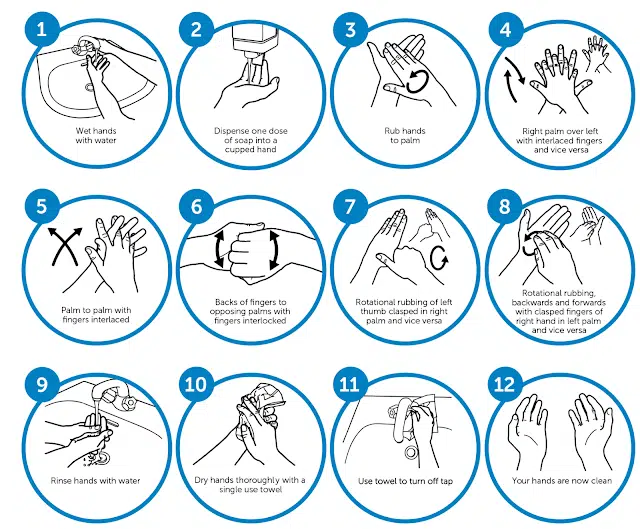 1
Wet hands
with water
2
Dispense one dose
of soap into a
cupped hand
3
Rub hands
to palm
4
Right palm over left
with interlaced fingers
and vice versa
5
Palm to palm with
fingers interlaced
6
Backs of fingers to
opposing palms with
fingers interlocked
7
Rotational rubbing of left
thumb clasped in right
palm and vice versa
8
Rotational rubbing,
backwards and forwards
with clasped fingers of
right hand in left palm
and vice versa
9
Rinse hands with water
10
Dry hands thoroughly with a
single use towel
11
Use towel to turn off tap
12
Your hands are now clean